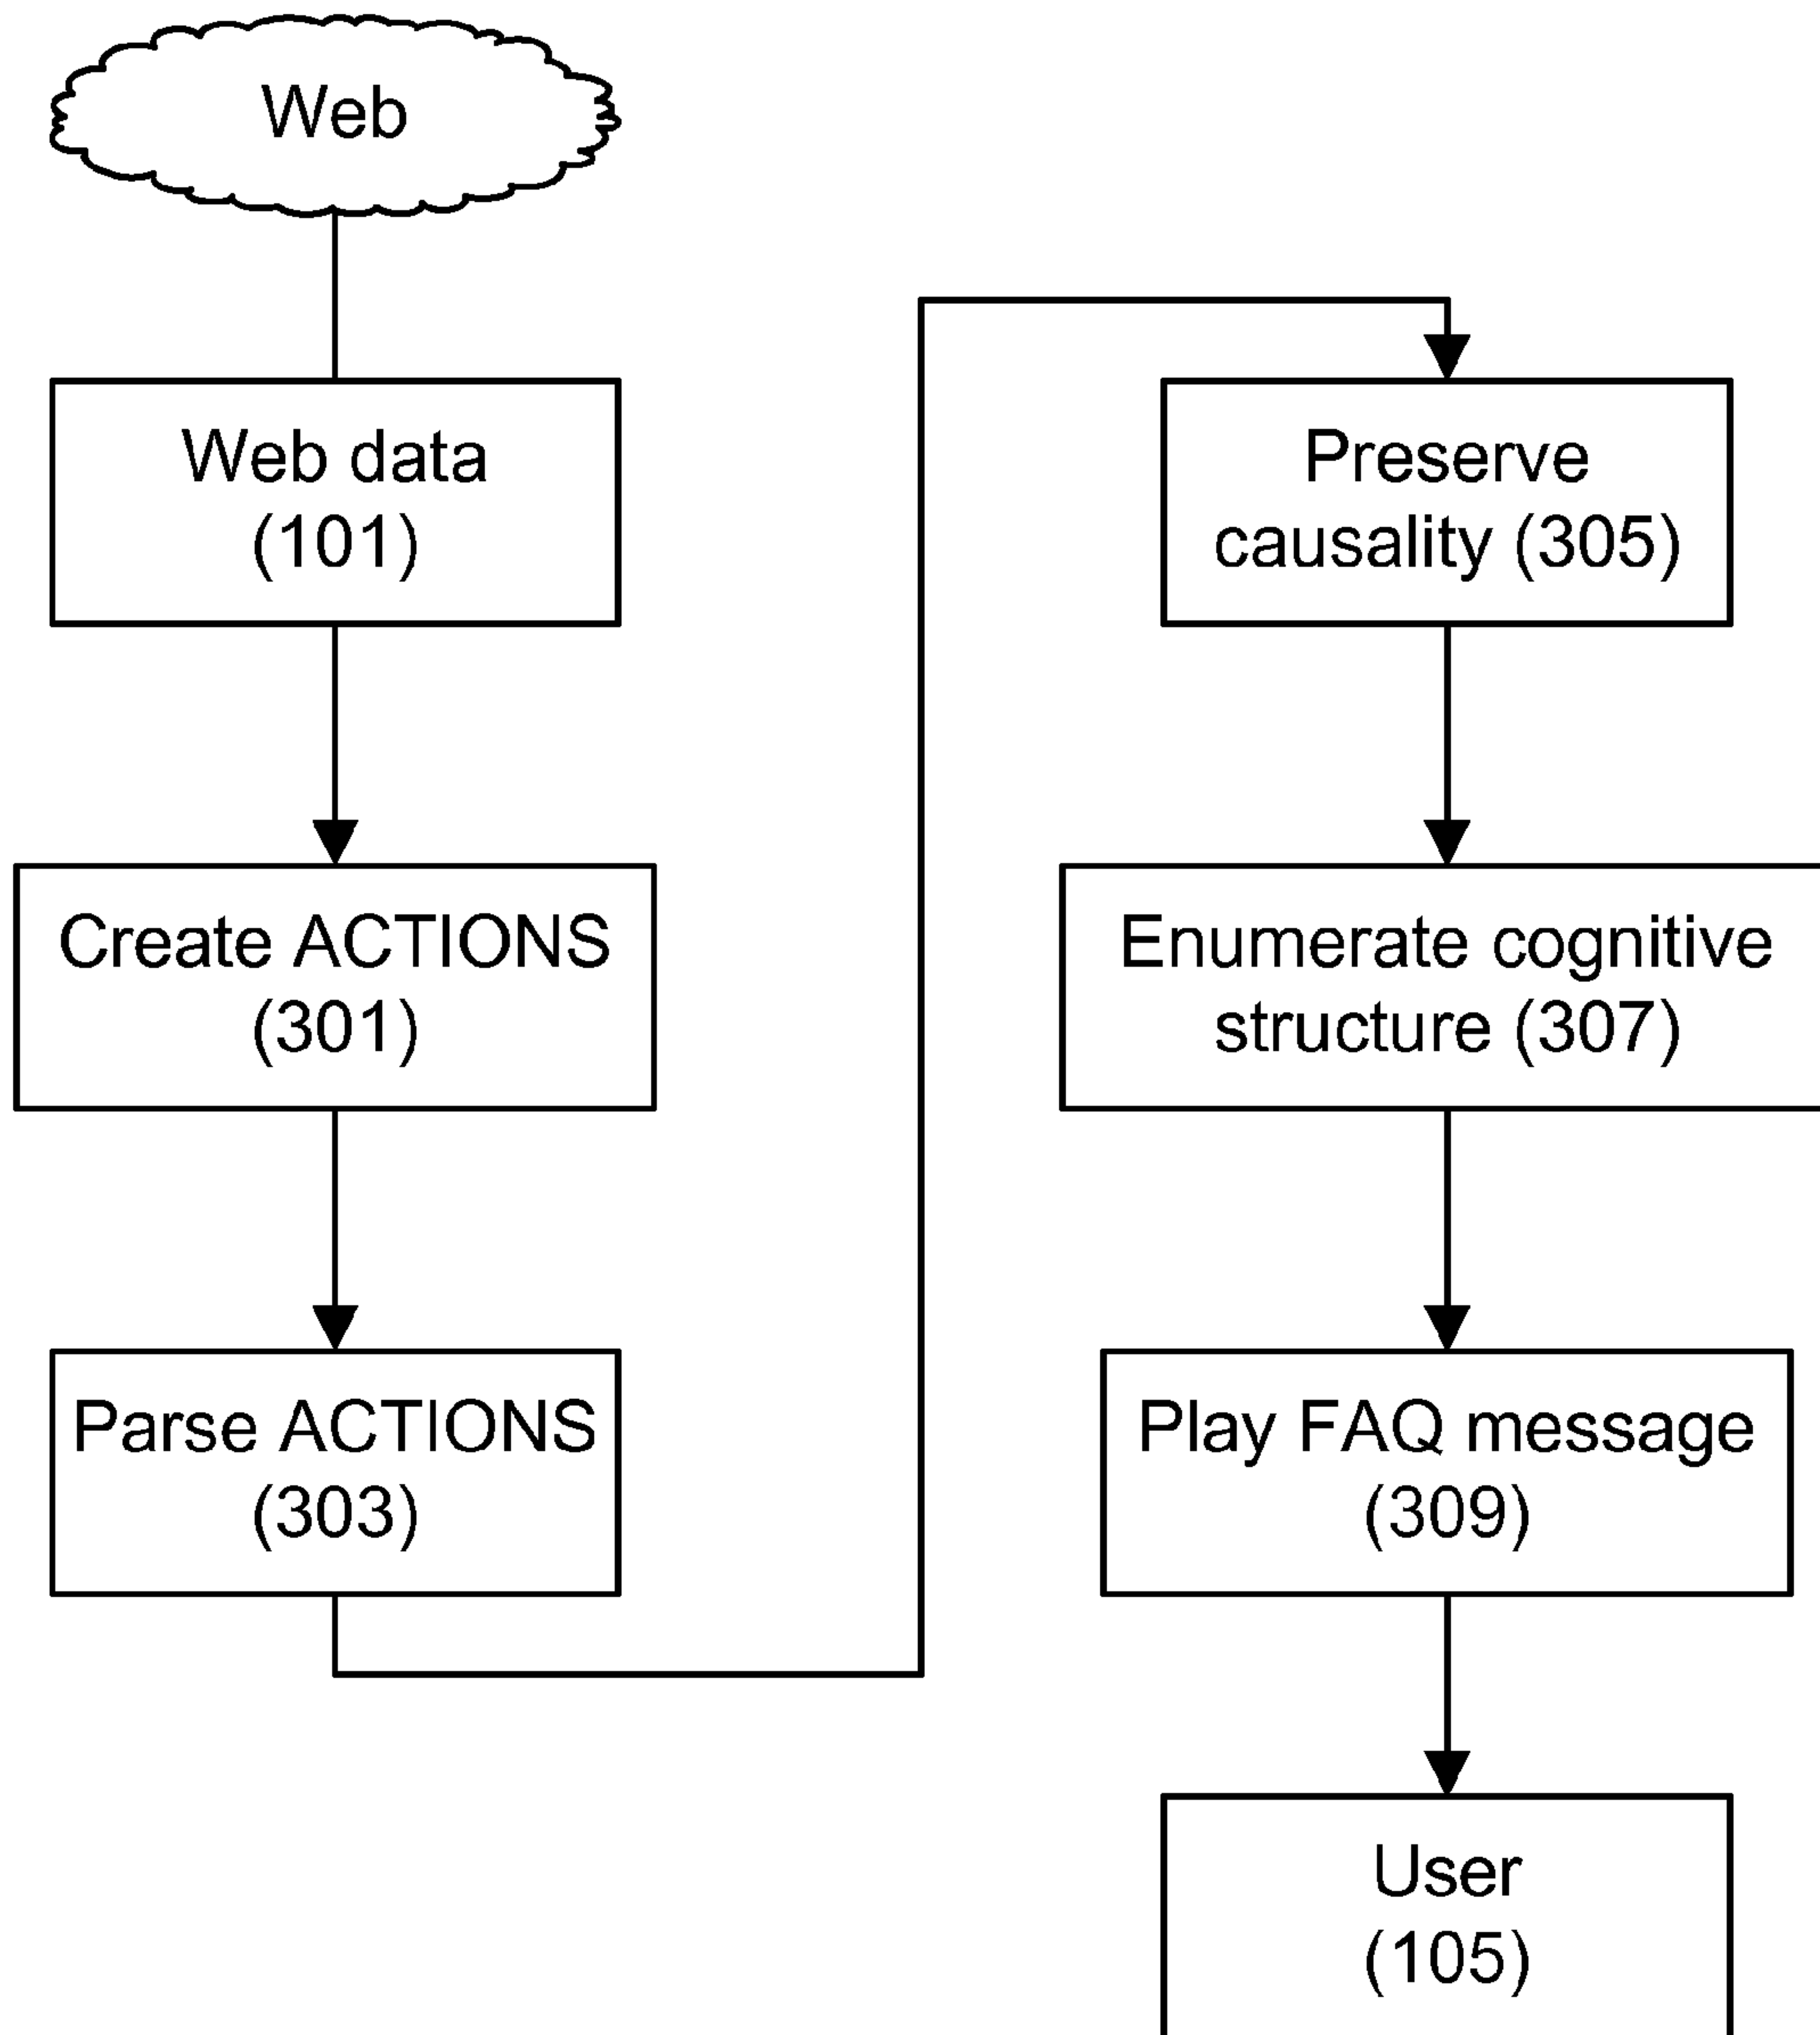 Web
Web data
(101)
Create ACTIONS
(301)
Parse ACTIONS
(303)
Preserve
causality (305)
Enumerate cognitive
structure (307)
Play FAQ message
(309)
User
(105)